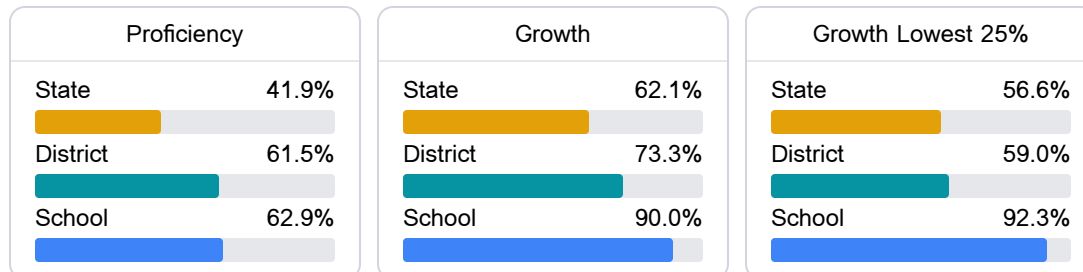 Proficiency
State 41.9%
District 61.5%
School 62.9%
Growth
State 62.1%
District 73.3%
School 90.0%
Growth Lowest 25%
State 56.6%
District 59.0%
School 92.3%